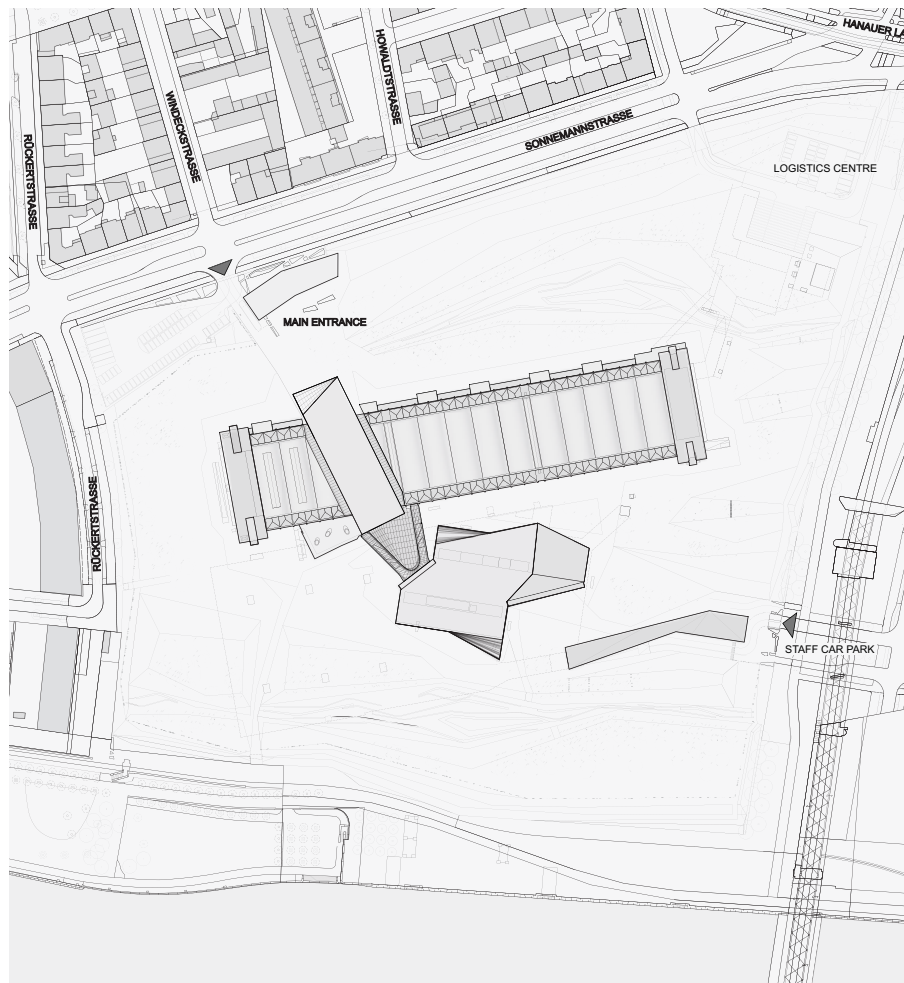 HANAUER LA
HOWALDTSTRASSE
WINDECKSTRASSE
SONNEMANNSTRASSE
RÜCKERTSTRASSE
LOGISTICS CENTRE
MAIN ENTRANCE
RÜCKERTSTRASSE
STAFF CAR PARK